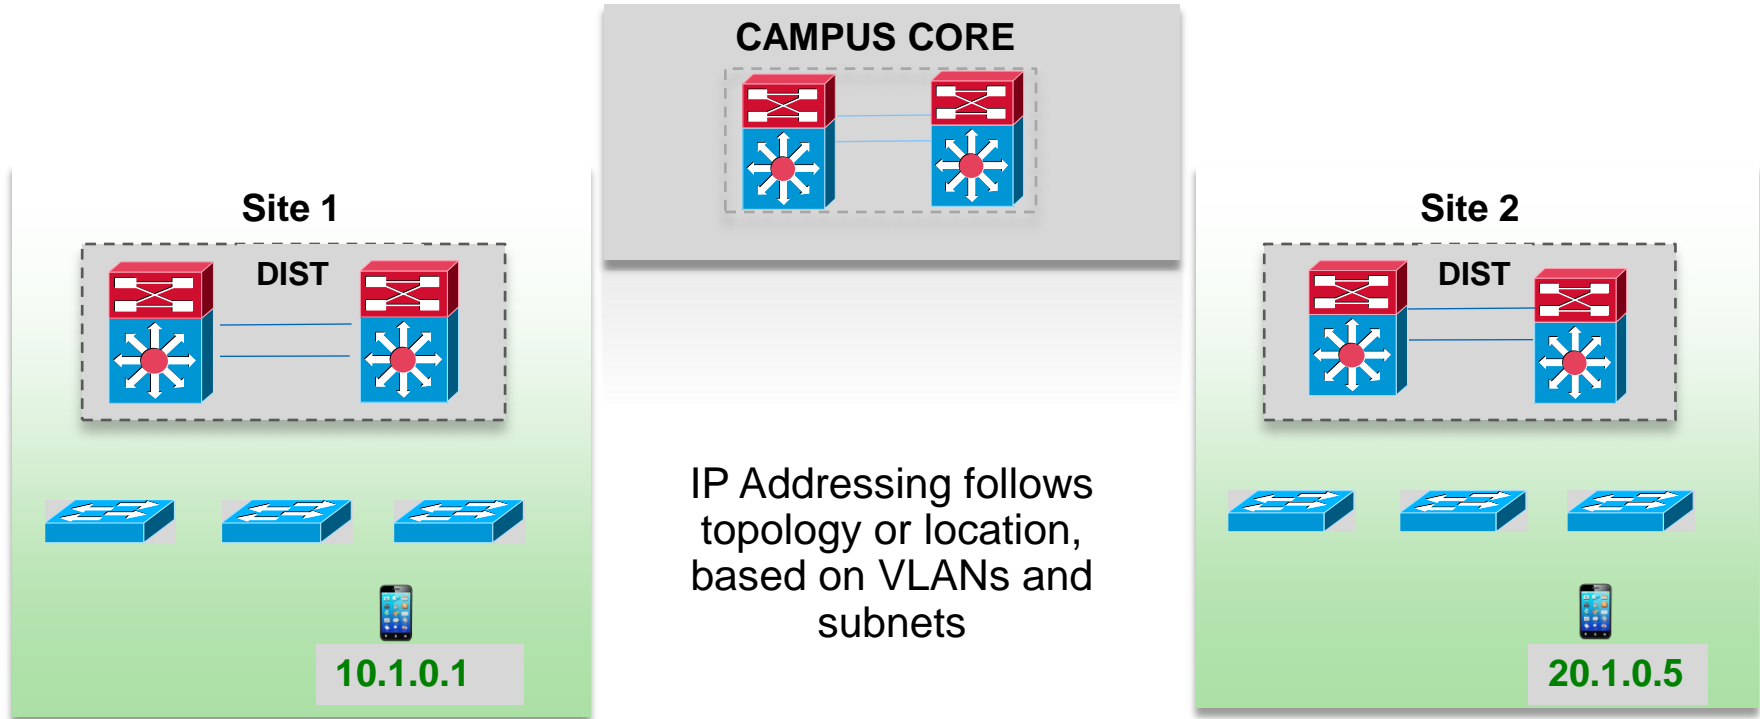 CAMPUS CORE
Site 1
DIST
Site 2
DIST
IP Addressing follows
topology or location,
based on VLANs and
subnets
10.1.0.1
20.1.0.5